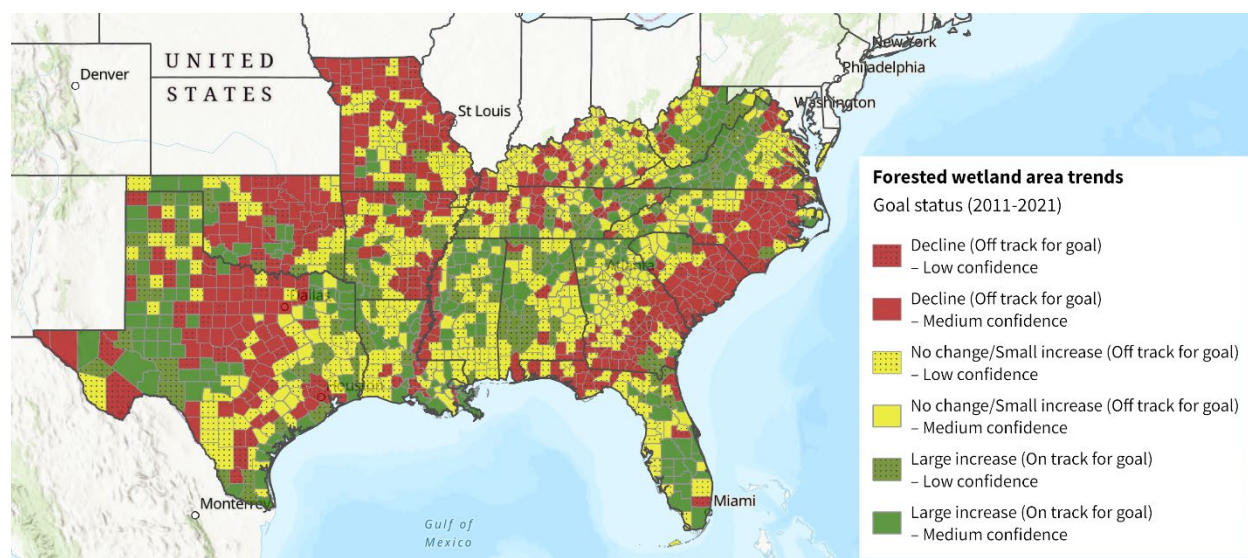 New York
Philadelphia
Denver
UNITED
STATES
St Louis
Washington
Dallas
Houston
Monterrey
Gulf of
Mexico
Miami
Forested wetland area trends
Goal status (2011-2021)
Decline (Off track for goal)
– Low confidence
Decline (Off track for goal)
– Medium confidence
No change/Small increase (Off track for goal)
– Low confidence
No change/Small increase (Off track for goal)
– Medium confidence
Large increase (On track for goal)
– Low confidence
Large increase (On track for goal)
– Medium confidence